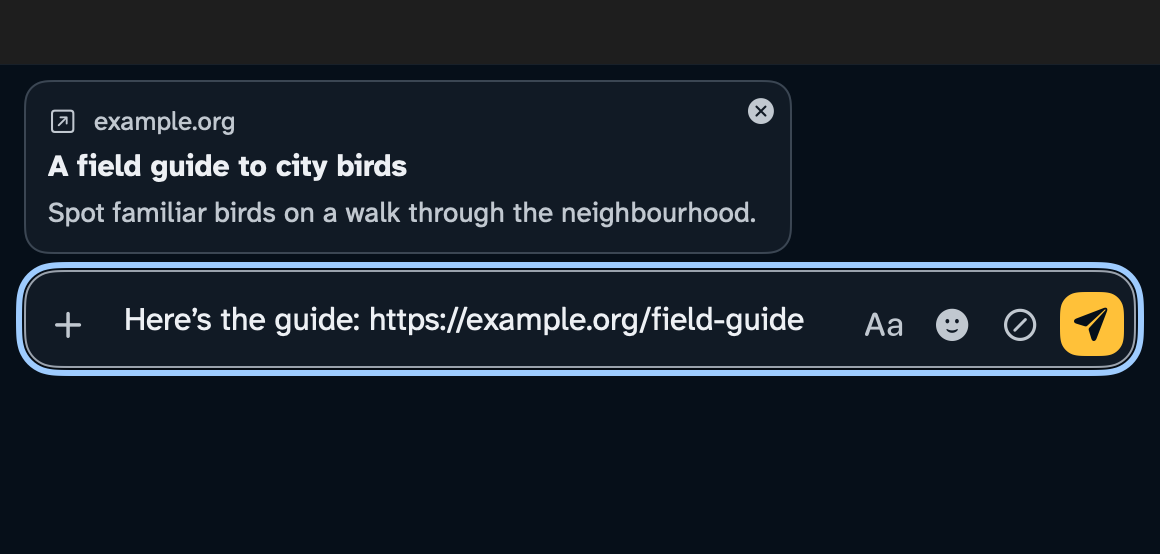 example.org
A field guide to city birds
Spot familiar birds on a walk through the neighbourhood.
Here’s the guide: https://example.org/field-guide
Aa